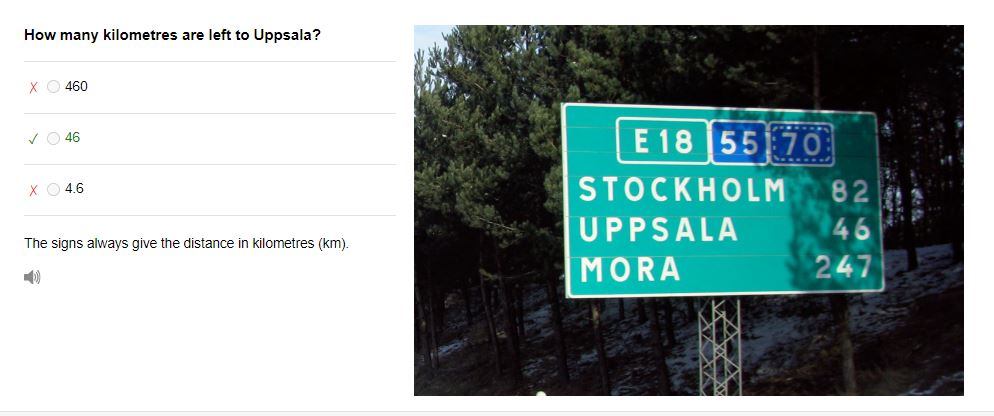 How many kilometres are left to Uppsala?
460
46
4.6
The signs always give the distance in kilometres (km).
E18 55 70
STOCKHOLM 82
UPPSALA 46
MORA 247